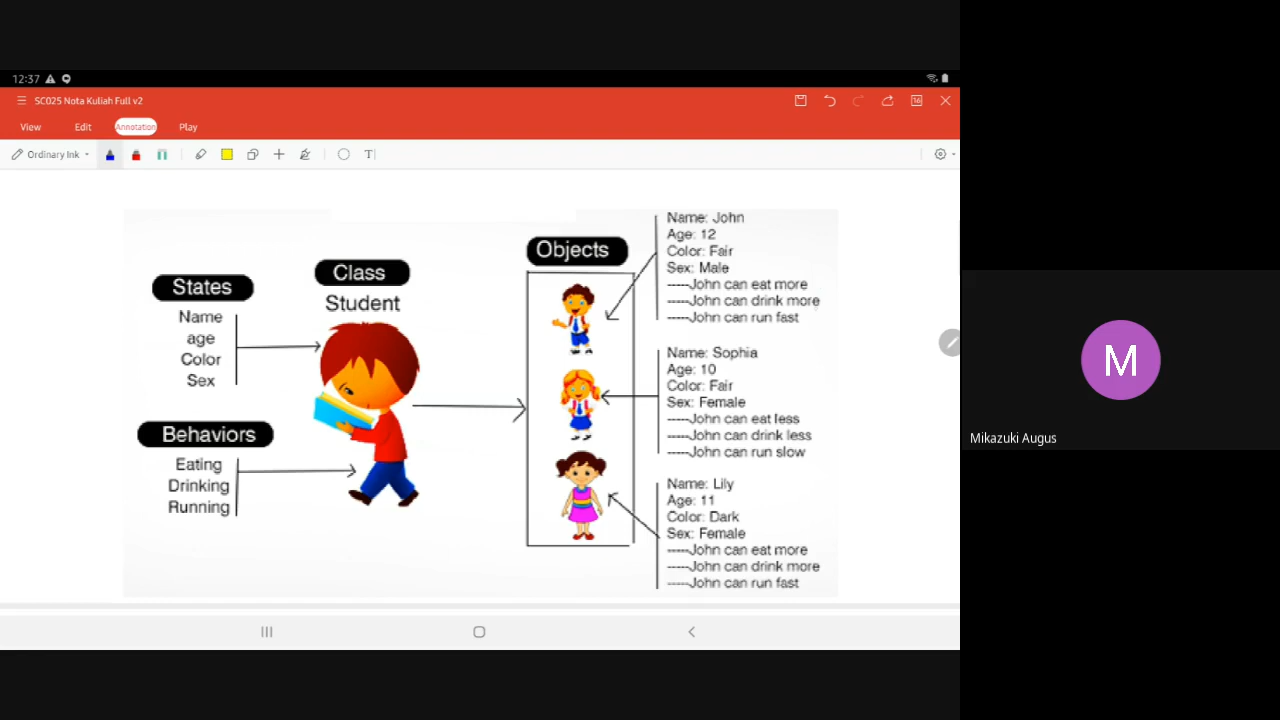 12:37
SC025 Nota Kuliah Full v2
16
View Edit Annotation Play
Ordinary Ink T
States
Name
age
Color
Sex
Behaviors
Eating
Drinking
Running
Class
Student
Objects
Name: John
Age: 12
Color: Fair
Sex: Male
-----John can eat more
-----John can drink more
-----John can run fast
Name: Sophia
Age: 10
Color: Fair
Sex: Female
-----John can eat less
-----John can drink less
-----John can run slow
Name: Lily
Age: 11
Color: Dark
Sex: Female
-----John can eat more
-----John can drink more
-----John can run fast
M
Mikazuki Augus